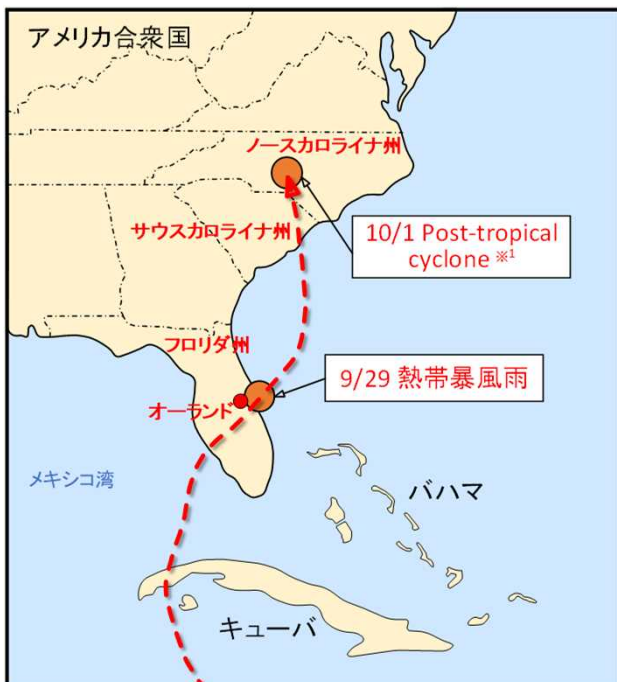 アメリカ合衆国
ノースカロライナ州
サウスカロライナ州
10/1 Post-tropical
cyclone ※1
フロリダ州
9/29 熱帯暴風雨
オーランド
メキシコ湾
バハマ
キューバ